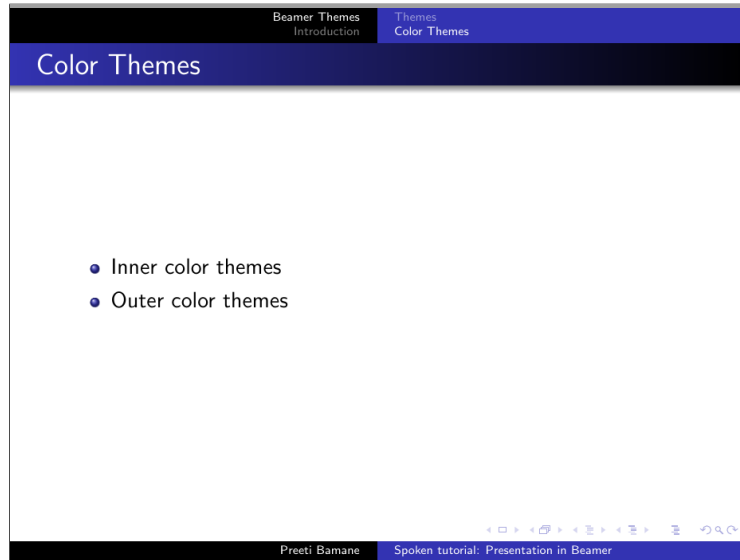 Beamer Themes
Introduction
Themes
Color Themes
Color Themes
Inner color themes
Outer color themes
Preeti Bamane
Spoken tutorial: Presentation in Beamer